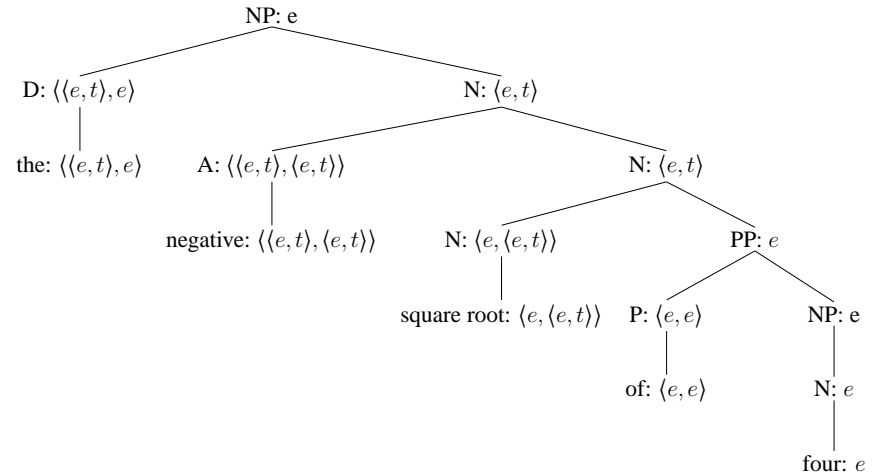 NP: e
D: ⟨⟨e, t⟩, e⟩ N: ⟨e, t⟩
the: ⟨⟨e, t⟩, e⟩ A: ⟨⟨e, t⟩, ⟨e, t⟩⟩ N: ⟨e, t⟩
negative: ⟨⟨e, t⟩, ⟨e, t⟩⟩ N: ⟨e, ⟨e, t⟩⟩ PP: e
square root: ⟨e, ⟨e, t⟩⟩ P: ⟨e, e⟩ NP: e
of: ⟨e, e⟩ N: e
four: e